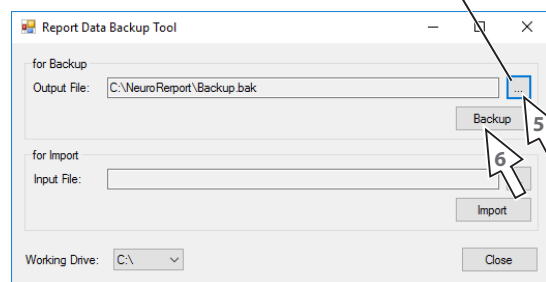 Report Data Backup Tool
for Backup
Output File: C:\NeuroRerport\Backup.bak ...
Backup 5
for Import 6
Input File:
Import
Working Drive: C:\ Close